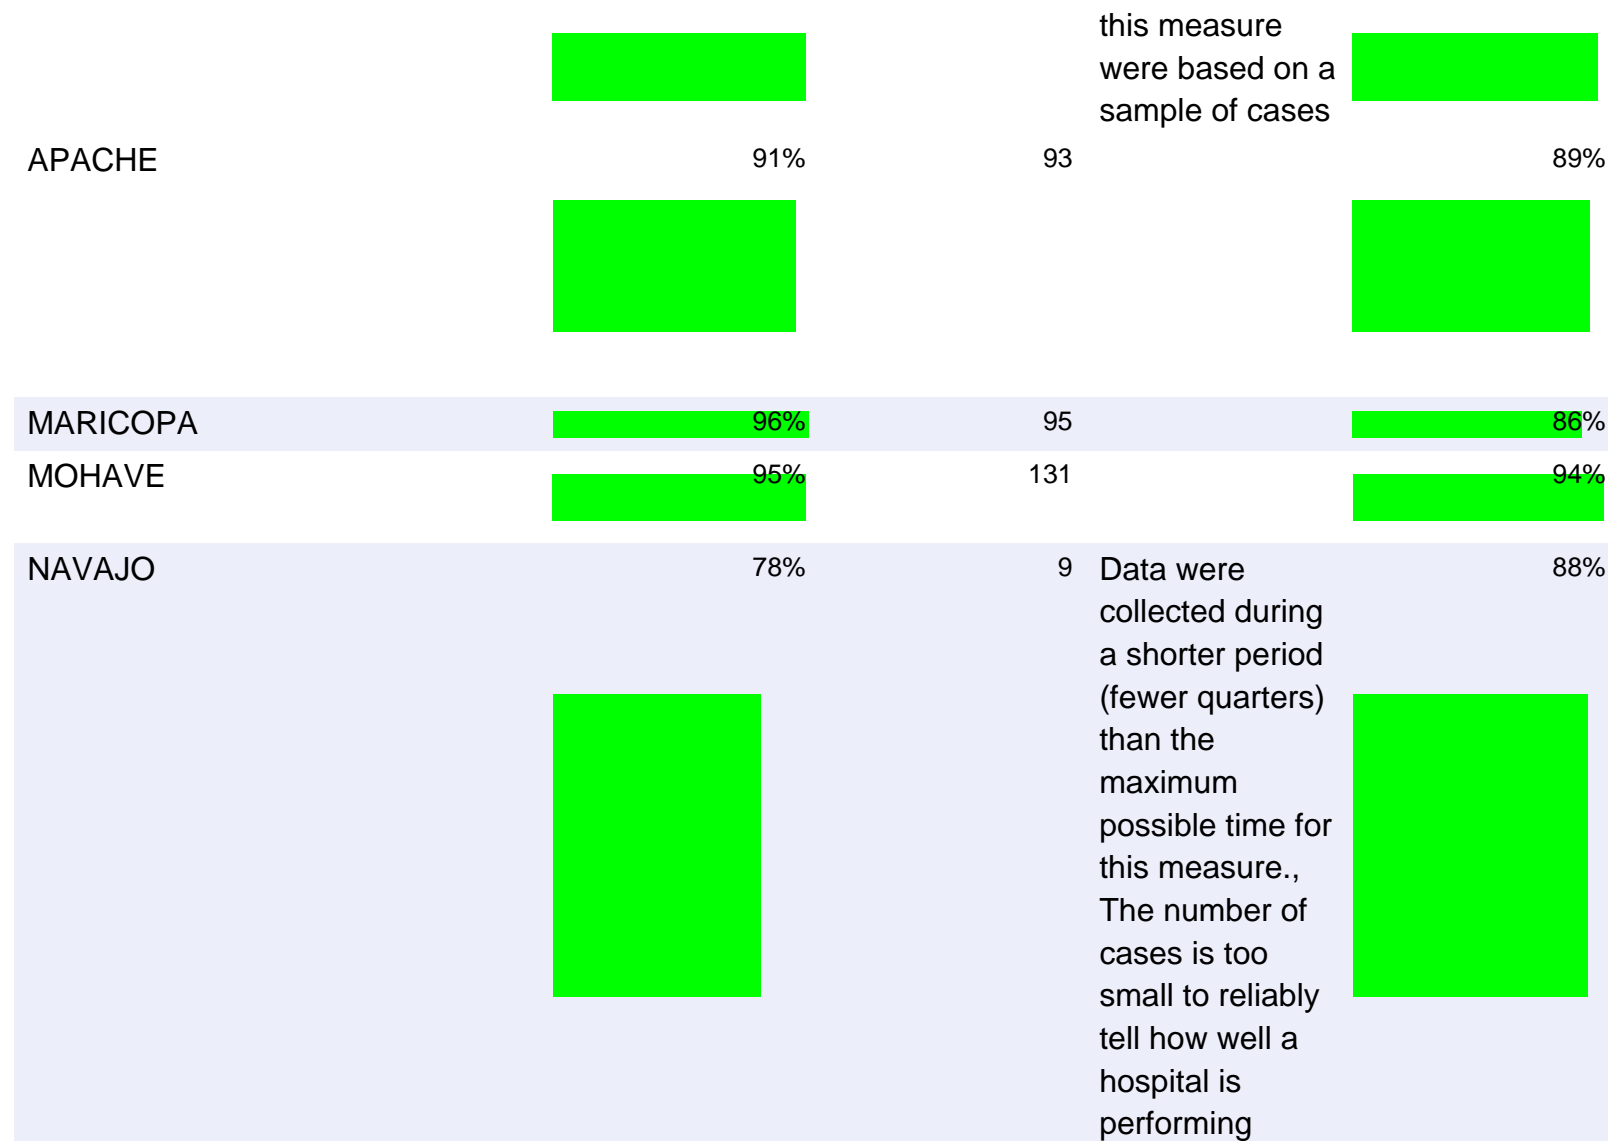 this measure
were based on a
sample of cases
APACHE 91% 93 89%
MARICOPA 96% 95 86%
MOHAVE 95% 131 94%
NAVAJO 78% 9 Data were 88%
collected during
a shorter period
(fewer quarters)
than the
maximum
possible time for
this measure.,
The number of
cases is too
small to reliably
tell how well a
hospital is
performing